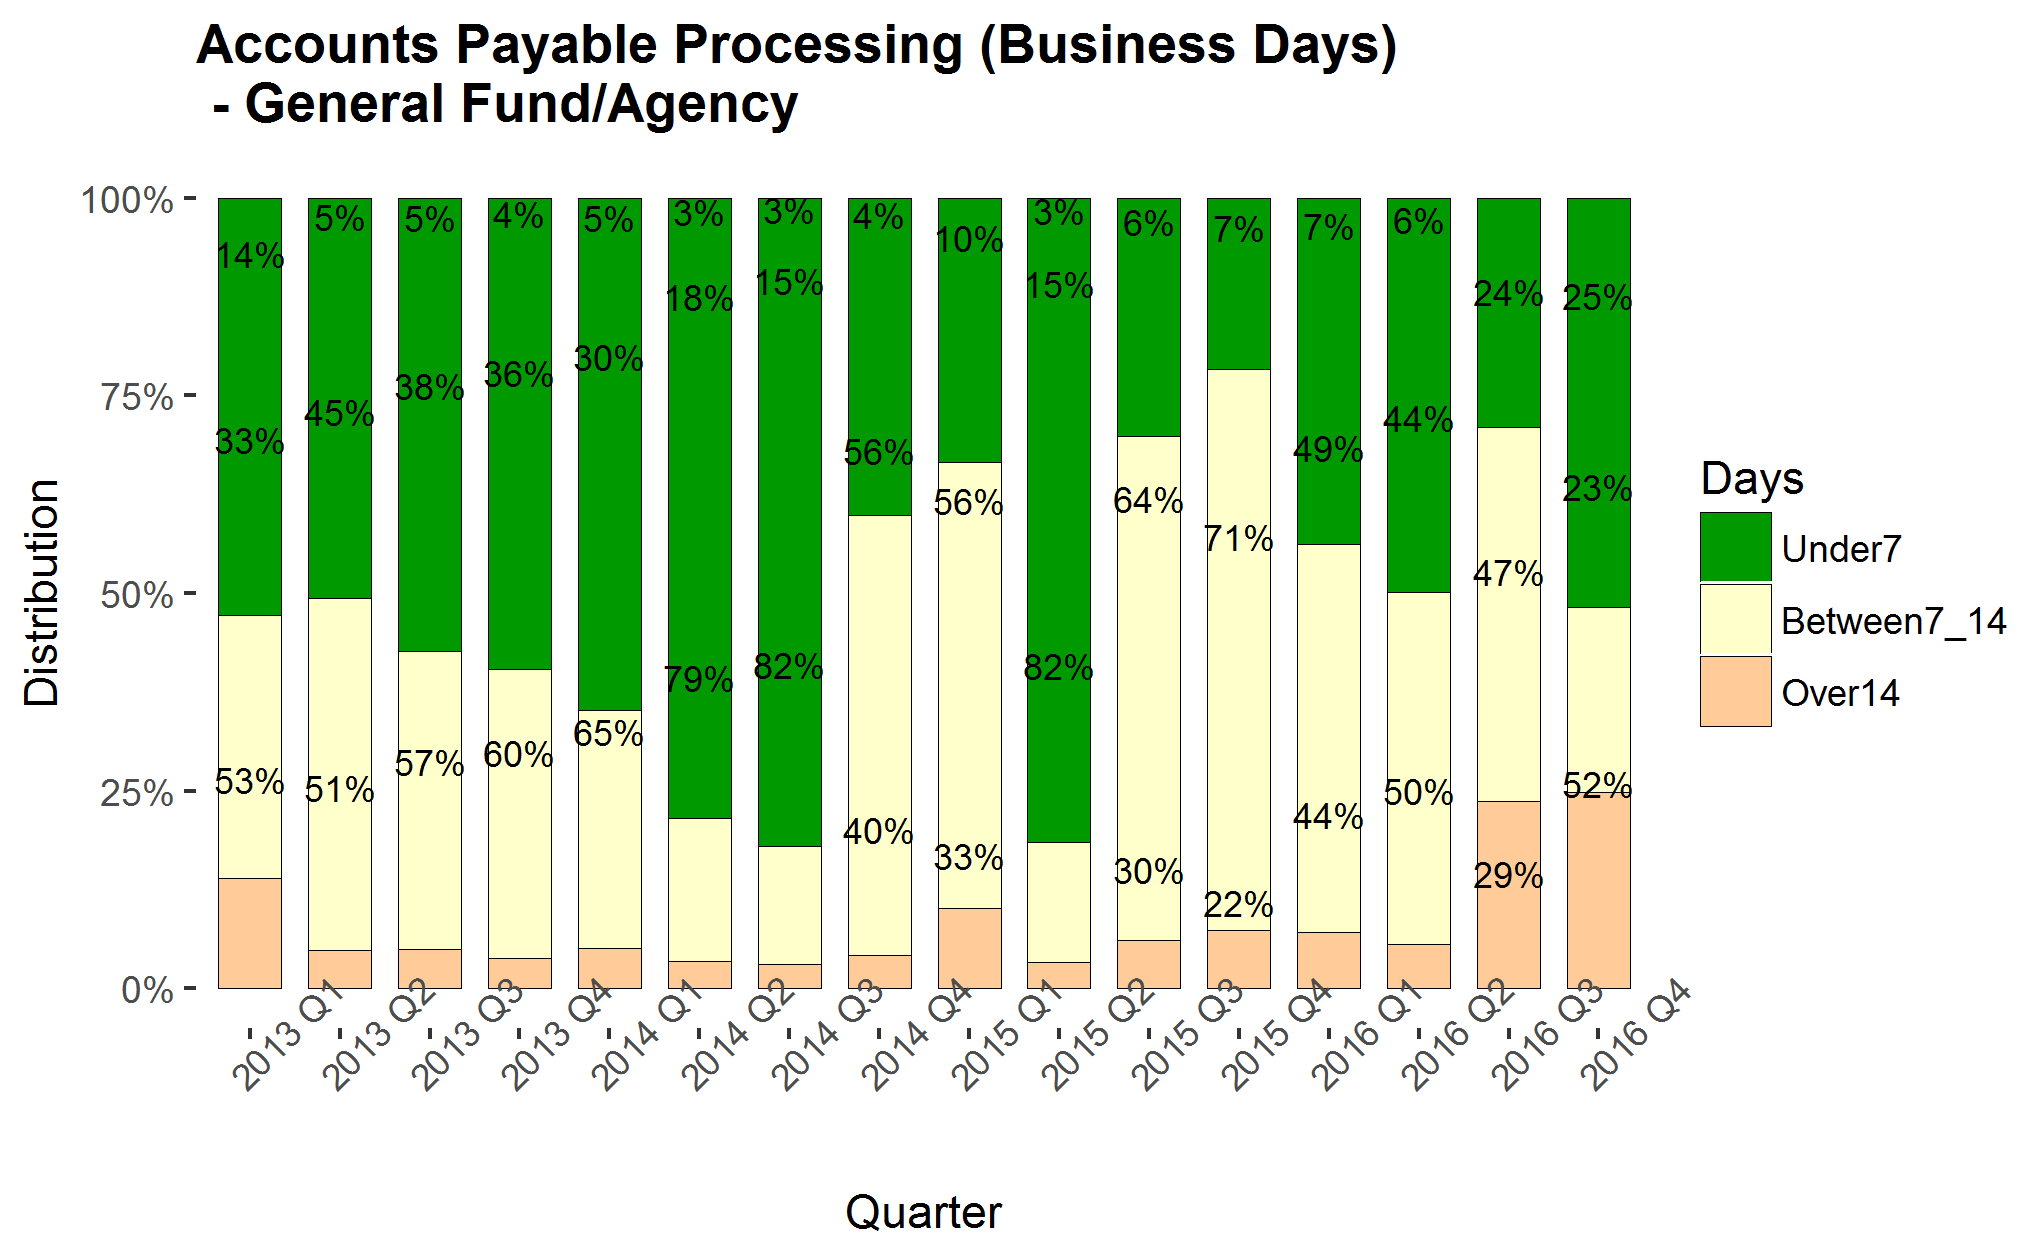 Accounts Payable Processing (Business Days)
- General Fund/Agency
Distribution
100%
75%
50%
25%
0%
14%
33%
53%
5%
45%
51%
5%
38%
57%
4%
36%
60%
5%
30%
65%
3%
18%
79%
3%
15%
82%
4%
56%
40%
10%
56%
33%
3%
15%
82%
6%
64%
30%
7%
71%
22%
7%
49%
44%
6%
44%
50%
24%
47%
29%
25%
23%
52%
2013 Q1
2013 Q2
2013 Q3
2013 Q4
2014 Q1
2014 Q2
2014 Q3
2014 Q4
2015 Q1
2015 Q2
2015 Q3
2015 Q4
2016 Q1
2016 Q2
2016 Q3
2016 Q4
Quarter
Days
Under7
Between7_14
Over14